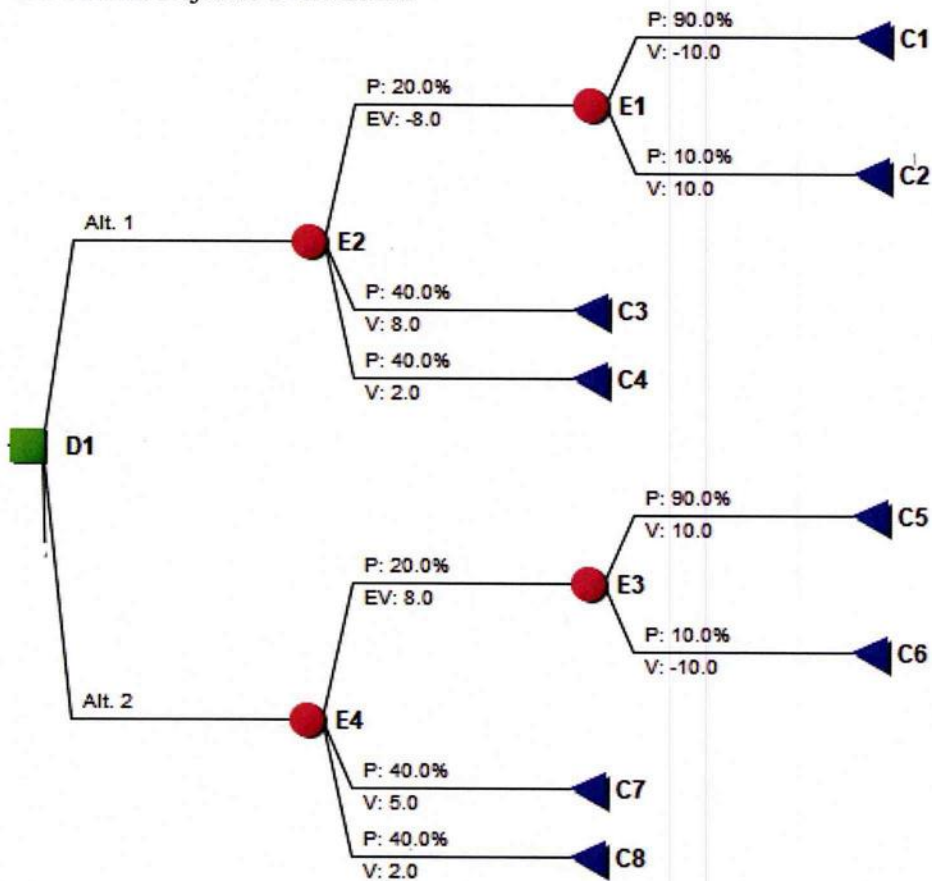 P: 90.0%
V: -10.0
C1
P: 20.0%
EV: -8.0
E1
P: 10.0%
V: 10.0
C2
Alt. 1
E2
P: 40.0%
V: 8.0
C3
P: 40.0%
V: 2.0
C4
D1
P: 90.0%
V: 10.0
C5
P: 20.0%
EV: 8.0
E3
P: 10.0%
V: -10.0
C6
Alt. 2
E4
P: 40.0%
V: 5.0
C7
P: 40.0%
V: 2.0
C8